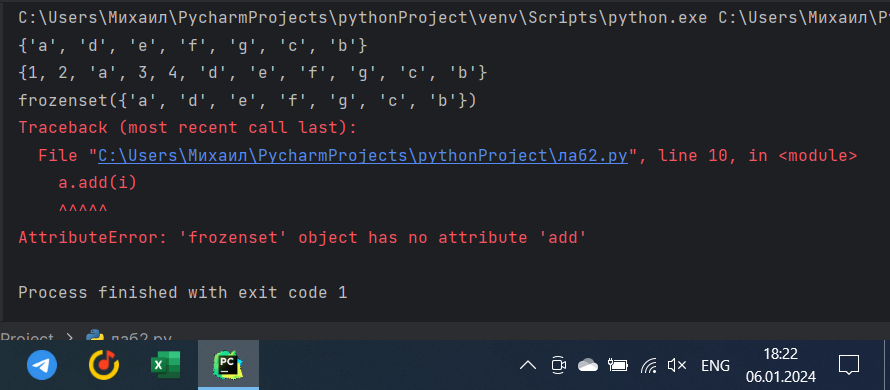 C:\Users\Михаил\PycharmProjects\pythonProject\venv\Scripts\python.exe C:\Users\Михаил\P
{'a', 'd', 'e', 'f', 'g', 'c', 'b'}
{1, 2, 'a', 3, 4, 'd', 'e', 'f', 'g', 'c', 'b'}
frozenset({'a', 'd', 'e', 'f', 'g', 'c', 'b'})
Traceback (most recent call last):
File "C:\Users\Михаил\PycharmProjects\pythonProject\ла62.py", line 10, in <module>
a.add(i)
^^^^^
AttributeError: 'frozenset' object has no attribute 'add'
Process finished with exit code 1
Project > ла62.py
PC
ENG
18:22
06.01.2024